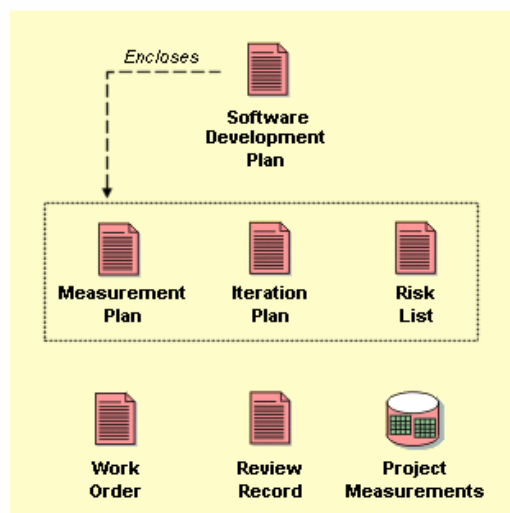 Encloses
Software
Development
Plan
Measurement
Plan
Iteration
Plan
Risk
List
Work
Order
Review
Record
Project
Measurements